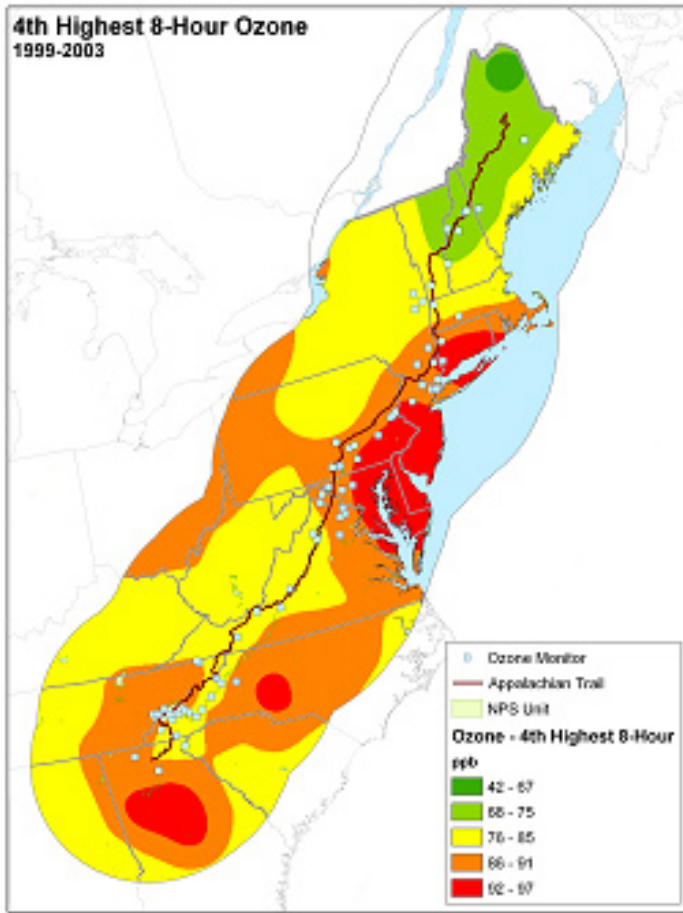 4th Highest 8-Hour Ozone
1999-2003
Ozone Monitor
Appalachian Trail
NPS Unit
Ozone - 4th Highest 8-Hour
ppb
42 - 67
68 - 75
76 - 85
86 - 91
92 - 97